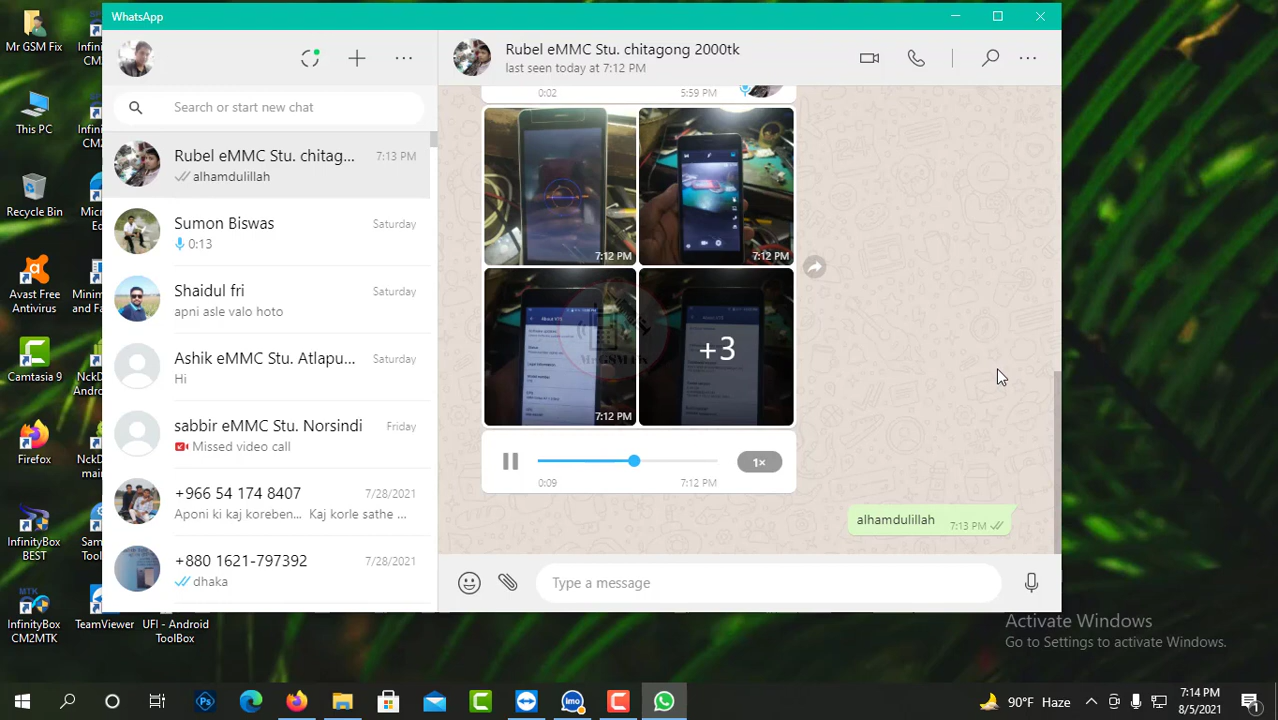 Mr GSM Fix
This PC
Recycle Bin
Avast Free
Antivirus
Camtasia 9
Firefox
InfinityBox
BEST
InfinityBox
CM2MTK
TeamViewer
UFI - Android
ToolBox
WhatsApp
Search or start new chat
Rubel eMMC Stu. chitag... 7:13 PM
alhamdulillah
Sumon Biswas Saturday
0:13
Shaidul fri Saturday
apni asle valo hoto
Ashik eMMC Stu. Atlapu... Saturday
Hi
sabbir eMMC Stu. Norsindi Friday
Missed video call
+966 54 174 8407 7/28/2021
Aponi ki kaj koreben... Kaj korle sathe ...
+880 1621-797392 7/28/2021
dhaka
Rubel eMMC Stu. chitagong 2000tk
last seen today at 7:12 PM
0:02 5:59 PM
7:12 PM 7:12 PM
+3
7:12 PM
1×
0:09 7:12 PM
alhamdulillah 7:13 PM
Type a message
Activate Windows
Go to Settings to activate Windows.
imo
90°F Haze
7:14 PM
8/5/2021
1